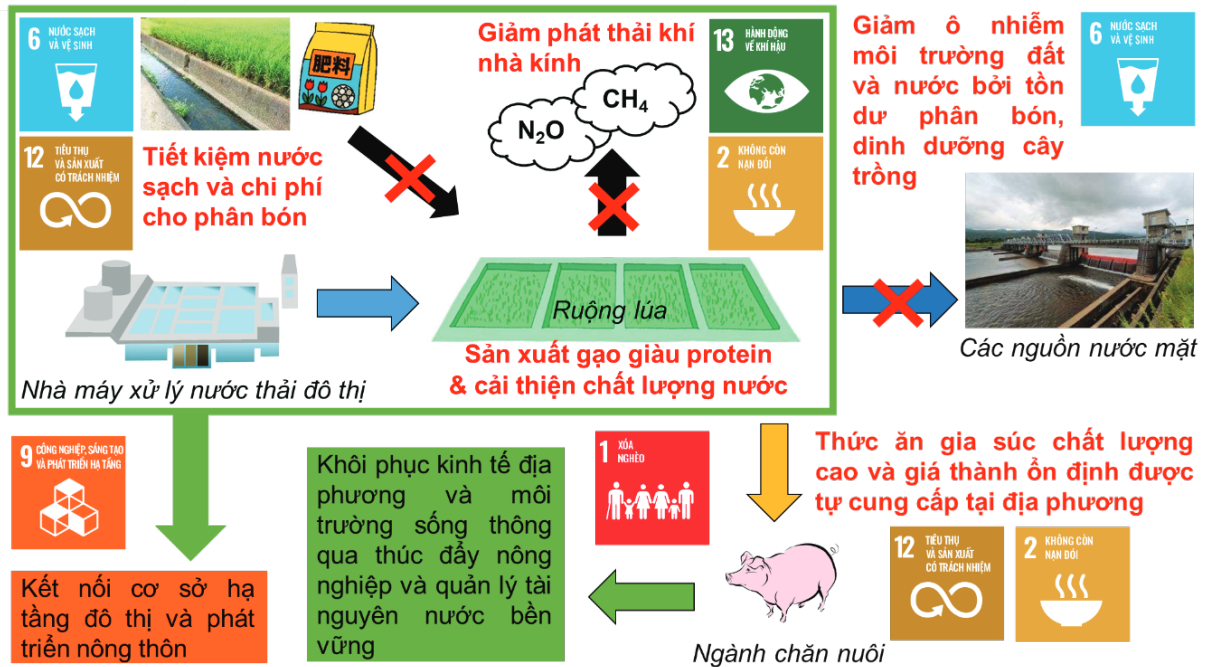 6 NƯỚC SẠCH
VÀ VỆ SINH
肥料
Giảm phát thải khí
nhà kính
N₂O
CH₄
13 HÀNH ĐỘNG
VỀ KHÍ HẬU
Giảm ô nhiễm
môi trường đất
và nước bởi tồn
dư phân bón,
dinh dưỡng cây
trồng
6 NƯỚC SẠCH
VÀ VỆ SINH
12 TIÊU THỤ
VÀ SẢN XUẤT
CÓ TRÁCH NHIỆM
Tiết kiệm nước
sạch và chi phí
cho phân bón
2 KHÔNG CÒN
NẠN ĐÓI
Ruộng lúa
Sản xuất gạo giàu protein
& cải thiện chất lượng nước
Nhà máy xử lý nước thải đô thị
Các nguồn nước mặt
9 CÔNG NGHIỆP, SÁNG TẠO
VÀ PHÁT TRIỂN HẠ TẦNG
Kết nối cơ sở hạ
tầng đô thị và phát
triển nông thôn
Khôi phục kinh tế địa
phương và môi
trường sống thông
qua thúc đẩy nông
nghiệp và quản lý tài
nguyên nước bền
vững
1 XÓA
NGHÈO
Thức ăn gia súc chất lượng
cao và giá thành ổn định được
tự cung cấp tại địa phương
12 TIÊU THỤ
VÀ SẢN XUẤT
CÓ TRÁCH NHIỆM
2 KHÔNG CÒN
NẠN ĐÓI
Ngành chăn nuôi